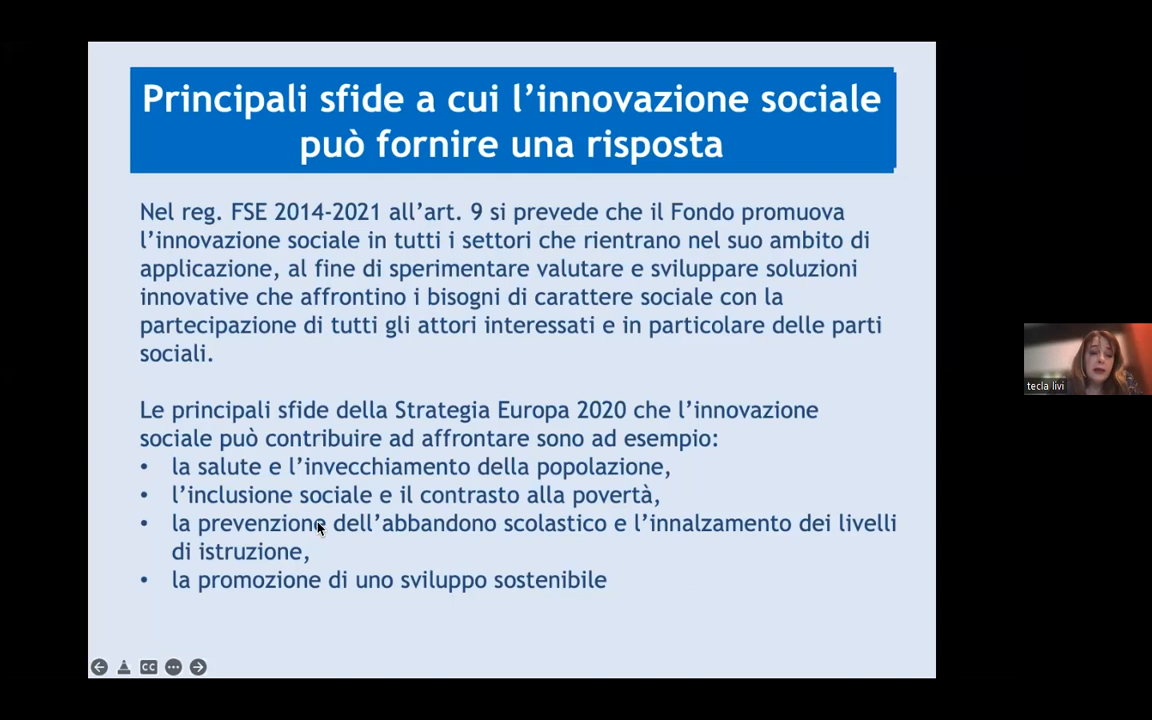 Principali sfide a cui l’innovazione sociale
può fornire una risposta
Nel reg. FSE 2014-2021 all’art. 9 si prevede che il Fondo promuova
l’innovazione sociale in tutti i settori che rientrano nel suo ambito di
applicazione, al fine di sperimentare valutare e sviluppare soluzioni
innovative che affrontino i bisogni di carattere sociale con la
partecipazione di tutti gli attori interessati e in particolare delle parti
sociali.
Le principali sfide della Strategia Europa 2020 che l’innovazione
sociale può contribuire ad affrontare sono ad esempio:
• la salute e l’invecchiamento della popolazione,
• l’inclusione sociale e il contrasto alla povertà,
• la prevenzione dell’abbandono scolastico e l’innalzamento dei livelli
di istruzione,
• la promozione di uno sviluppo sostenibile
CC
tecla livi